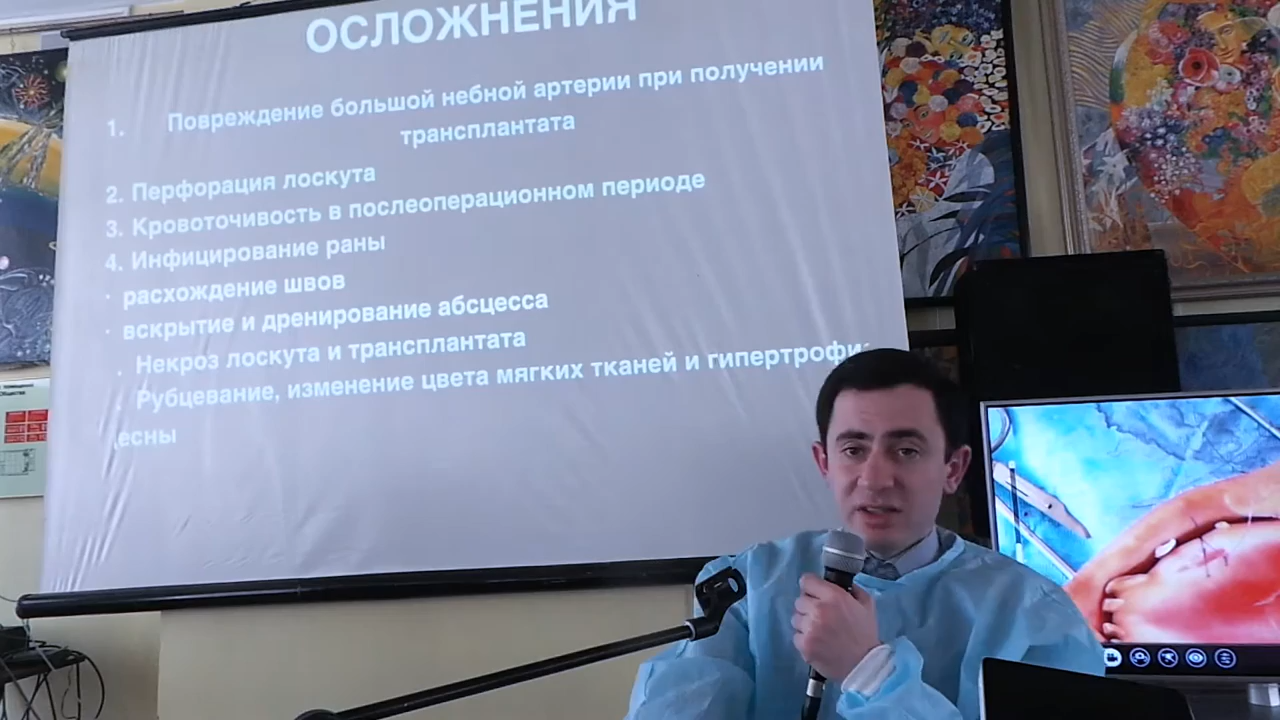 ОСЛОЖНЕНИЯ
1. Повреждение большой небной артерии при получении
трансплантата
2. Перфорация лоскута
3. Кровоточивость в послеоперационном периоде
4. Инфицирование раны
· расхождение швов
· вскрытие и дренирование абсцесса
. Некроз лоскута и трансплантата
. Рубцевание, изменение цвета мягких тканей и гипертрофи
есны